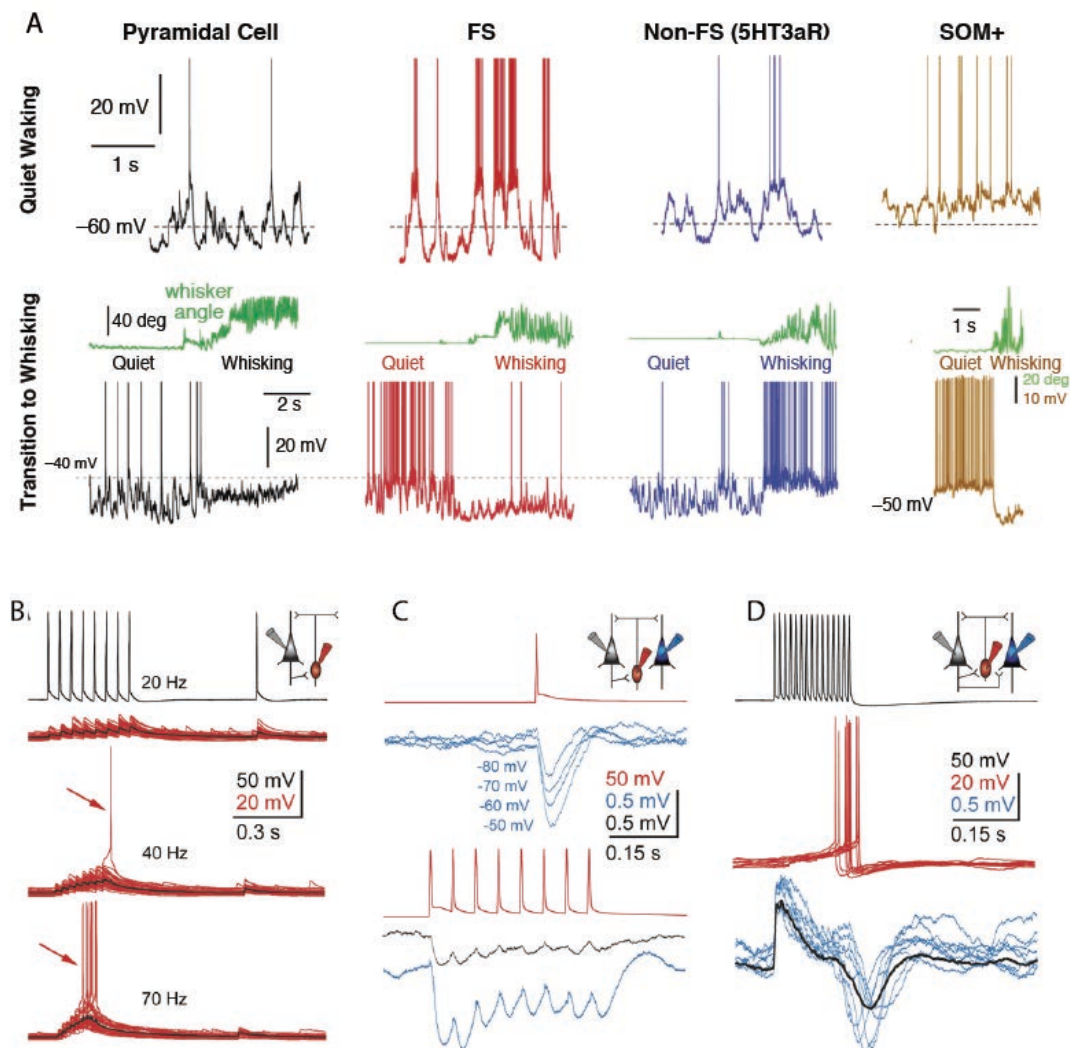 A
Pyramidal Cell
FS
Non-FS (5HT3aR)
SOM+
Quiet Waking
20 mV
1 s
−60 mV
Transition to Whisking
whisker
angle
40 deg
1 s
Quiet
Whisking
Quiet
Whisking
Quiet
Whisking
Quiet
Whisking
20 deg
10 mV
2 s
20 mV
−40 mV
−50 mV
B
20 Hz
50 mV
20 mV
0.3 s
40 Hz
70 Hz
C
-80 mV
-70 mV
-60 mV
-50 mV
50 mV
0.5 mV
0.5 mV
0.15 s
D
50 mV
20 mV
0.5 mV
0.15 s